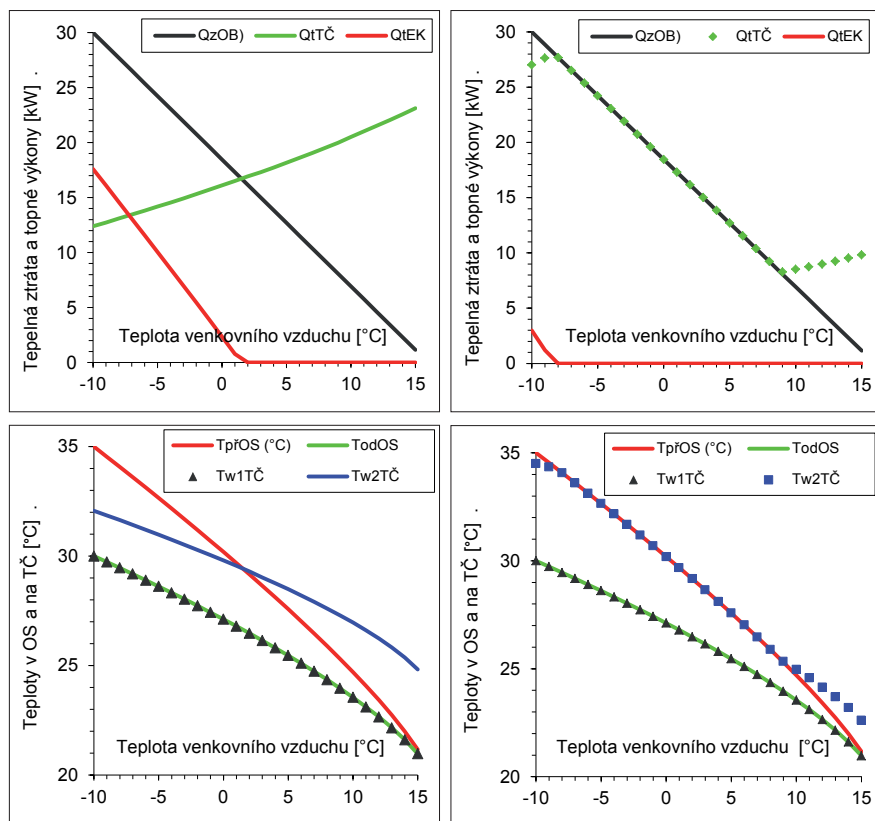 QzOB) QtTČ QtEK
Tepelná ztráta a topné výkony [kW] .
30
25
20
15
10
5
0
-10 -5 0 5 10 15
Teplota venkovního vzduchu [°C]
QzOB) QtTČ QtEK
Tepelná ztráta a topné výkony [kW] .
30
25
20
15
10
5
0
-10 -5 0 5 10 15
Teplota venkovního vzduchu [°C]
TpřOS (°C) TodOS
Tw1TČ Tw2TČ
Teploty v OS a na TČ [°C] .
35
30
25
20
-10 -5 0 5 10 15
Teplota venkovního vzduchu [°C]
TpřOS (°C) TodOS
Tw1TČ Tw2TČ
Teploty v OS a na TČ [°C] .
35
30
25
20
-10 -5 0 5 10 15
Teplota venkovního vzduchu [°C]